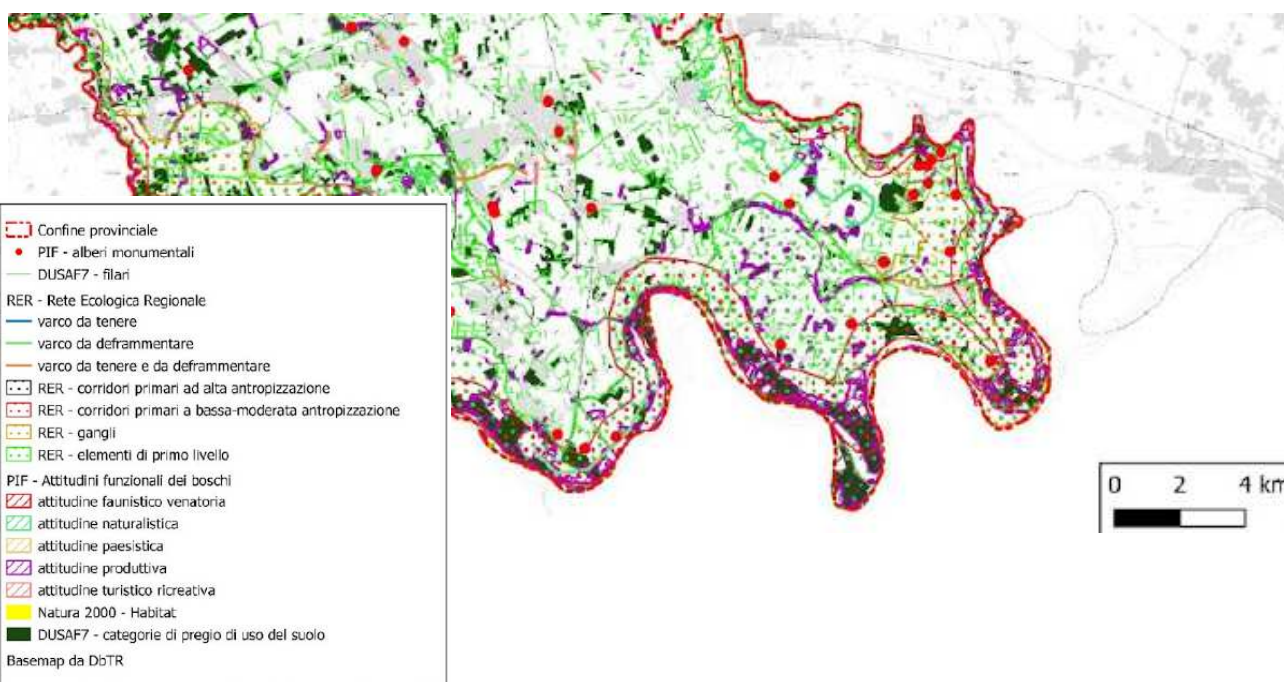 Confine provinciale
PIF - alberi monumentali
DUSAF7 - filari
RER - Rete Ecologica Regionale
varco da tenere
varco da deframmentare
varco da tenere e da deframmentare
RER - corridori primari ad alta antropizzazione
RER - corridori primari a bassa-moderata antropizzazione
RER - gangli
RER - elementi di primo livello
PIF - Attitudini funzionali dei boschi
attitudine faunistico venatoria
attitudine naturalistica
attitudine paesistica
attitudine produttiva
attitudine turistico ricreativa
Natura 2000 - Habitat
DUSAF7 - categorie di pregio di uso del suolo
Basemap da DbTR
0 2 4 km